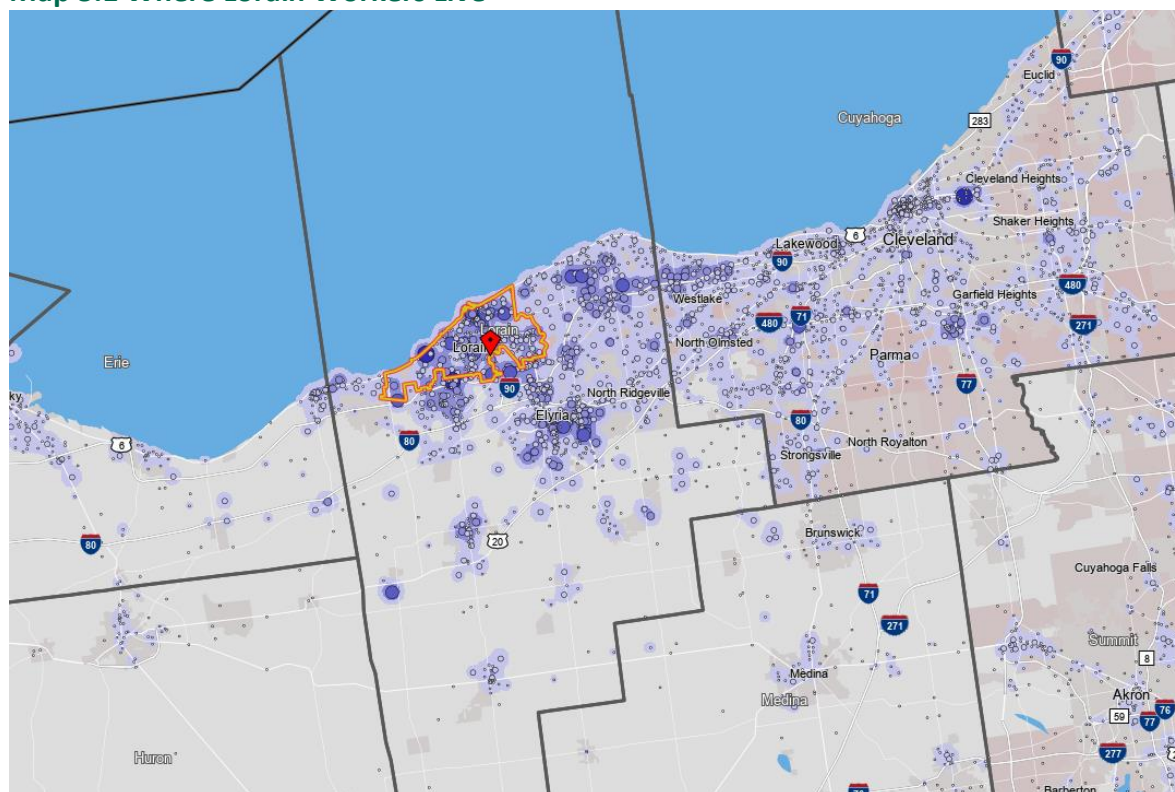 90
Euclid
Cuyahoga
283
Cleveland Heights
Shaker Heights
6
Cleveland
Lakewood
90
480
Westlake
Garfield Heights
480
71
271
Lorain
Lorain
North Olmsted
Parma
Erie
77
90
North Ridgeville
ky
Elyria
80
6
80
North Royalton
Strongsville
20
80
Brunswick
Cuyahoga Falls
71
271
Summit
8
Medina
Akron
Medina
76
59
77
277
Huron
Barberton